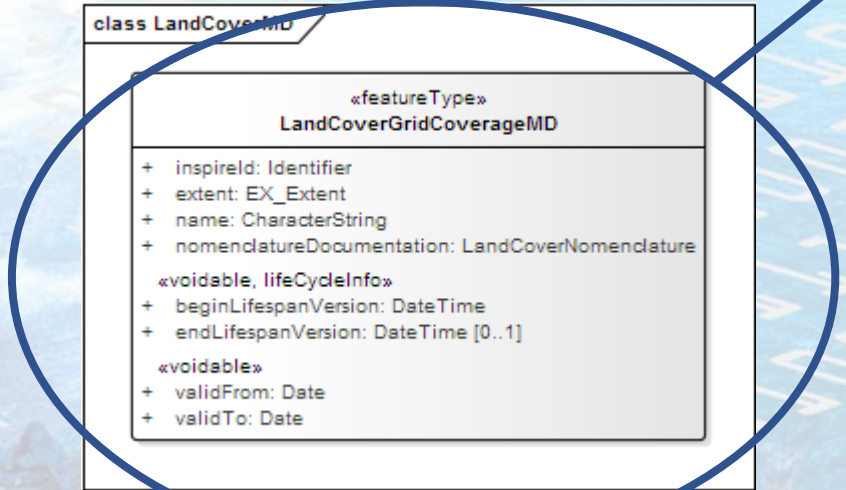 class LandCoverMD
«featureType»
LandCoverGridCoverageMD
+ inspireId: Identifier
+ extent: EX_Extent
+ name: CharacterString
+ nomenclatureDocumentation: LandCoverNomenclature
«voidable, lifeCycleInfo»
+ beginLifespanVersion: DateTime
+ endLifespanVersion: DateTime [0..1]
«voidable»
+ validFrom: Date
+ validTo: Date